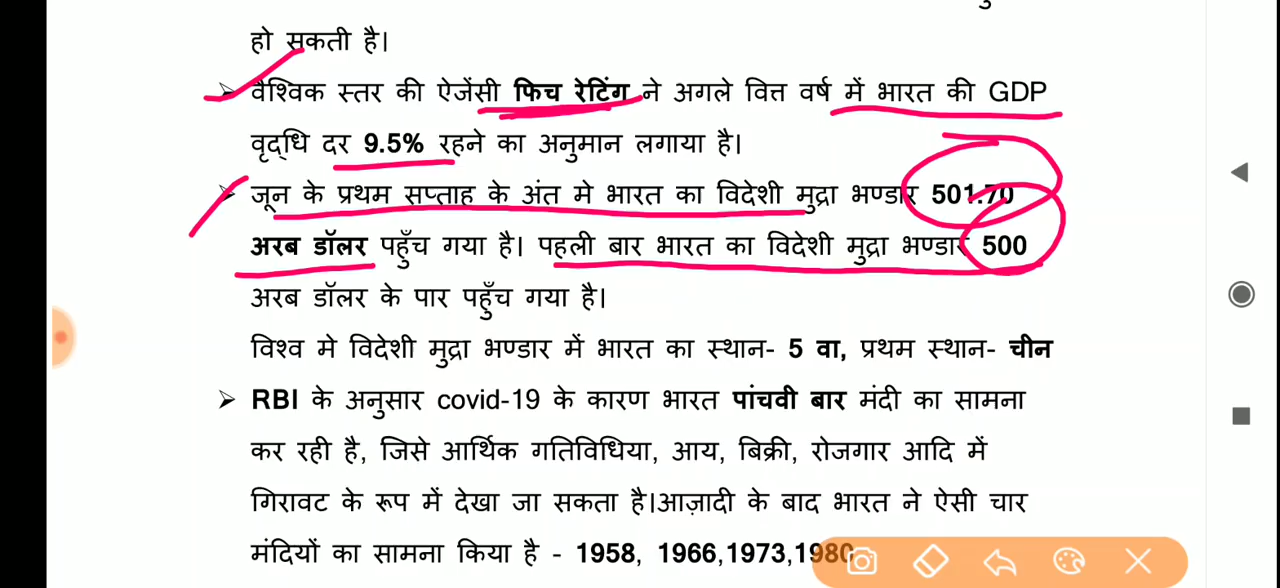 हो सकती है।
➢ वैश्विक स्तर की ऐजेंसी फिच रेटिंग ने अगले वित्त वर्ष में भारत की GDP
वृद्धि दर 9.5% रहने का अनुमान लगाया है।
➢ जून के प्रथम सप्ताह के अंत मे भारत का विदेशी मुद्रा भण्डार 501.70
अरब डॉलर पहुँच गया है। पहली बार भारत का विदेशी मुद्रा भण्डार 500
अरब डॉलर के पार पहुँच गया है।
विश्व मे विदेशी मुद्रा भण्डार में भारत का स्थान- 5 वा, प्रथम स्थान- चीन
➢ RBI के अनुसार covid-19 के कारण भारत पांचवी बार मंदी का सामना
कर रही है, जिसे आर्थिक गतिविधिया, आय, बिक्री, रोजगार आदि में
गिरावट के रूप में देखा जा सकता है।आज़ादी के बाद भारत ने ऐसी चार
मंदियों का सामना किया है - 1958, 1966,1973,1980